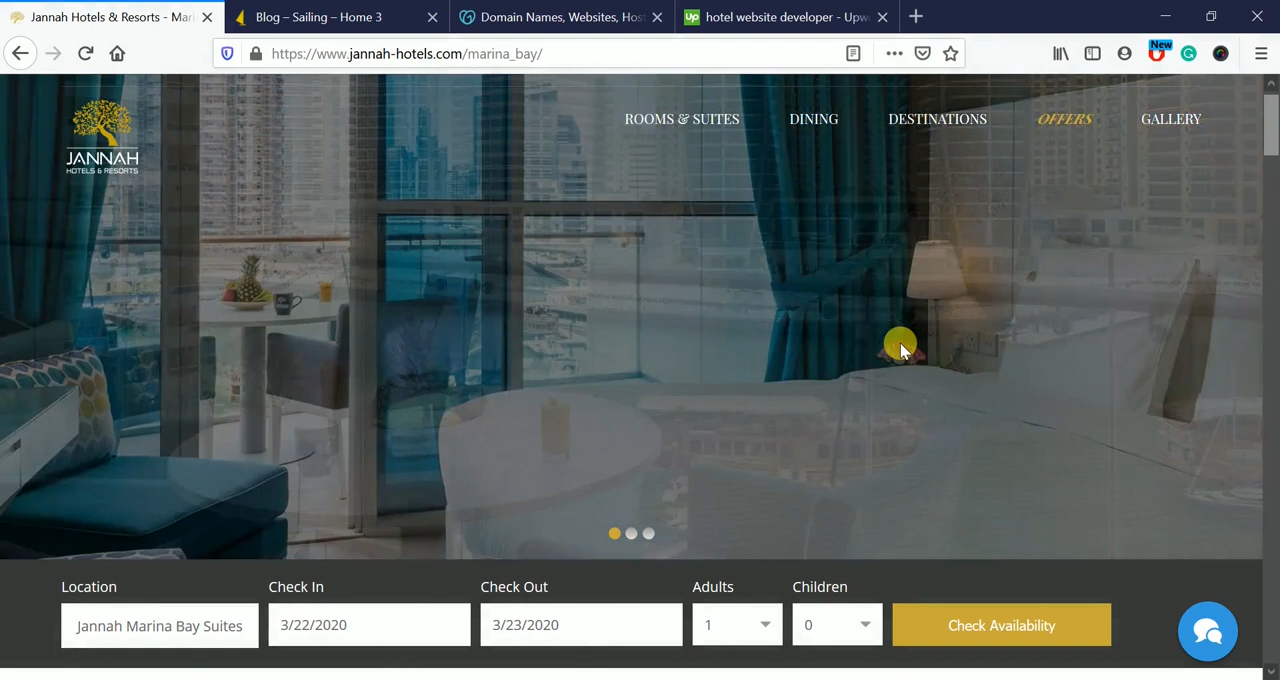 Jannah Hotels & Resorts - Mari
Blog – Sailing – Home 3
Domain Names, Websites, Hos
hotel website developer - Upw
https://www.jannah-hotels.com/marina_bay/
New
JANNAH
HOTELS & RESORTS
ROOMS & SUITES
DINING
DESTINATIONS
OFFERS
GALLERY
Location
Check In
Check Out
Adults
Children
Jannah Marina Bay Suites
3/22/2020
3/23/2020
1
0
Check Availability